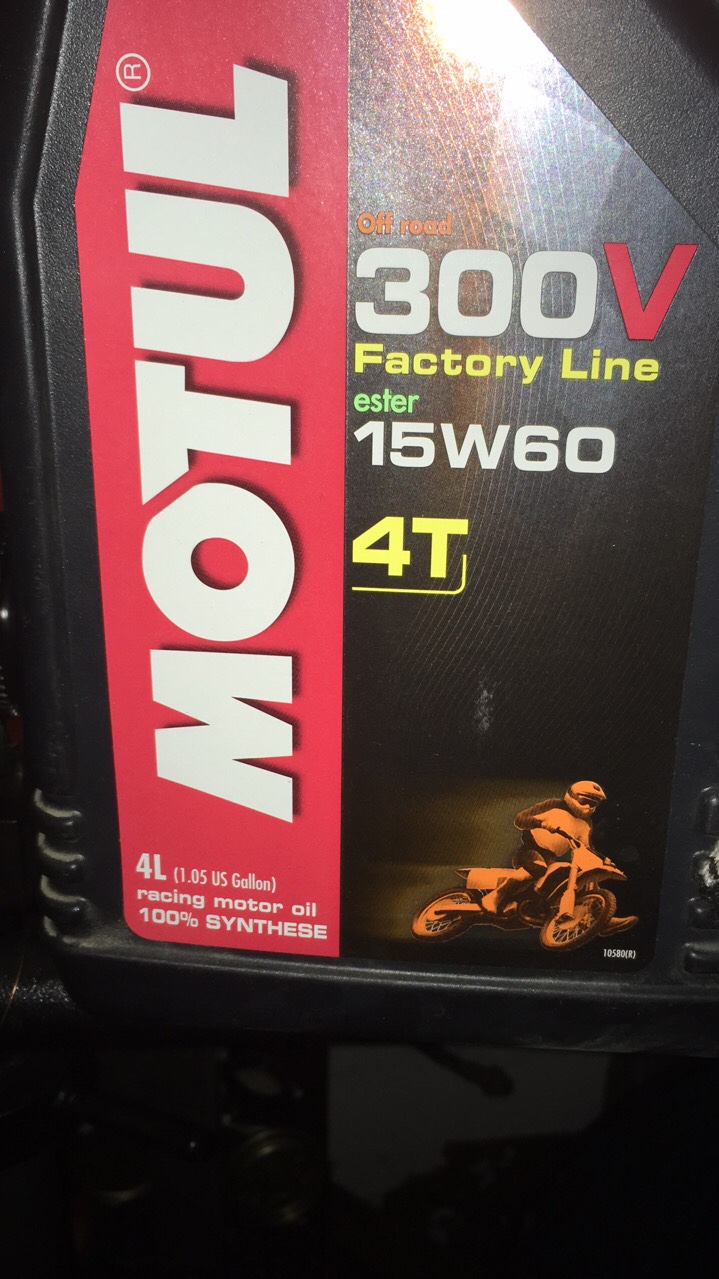 MOTUL®
Off road
300V
Factory Line
ester
15W60
4T
4L (1.05 US Gallon)
racing motor oil
100% SYNTHESE
10580(R)